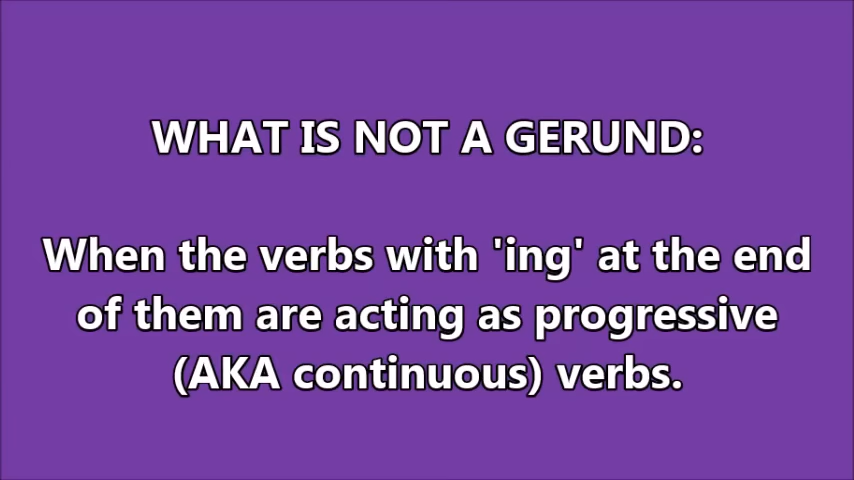 WHAT IS NOT A GERUND:
When the verbs with 'ing' at the end
of them are acting as progressive
(AKA continuous) verbs.